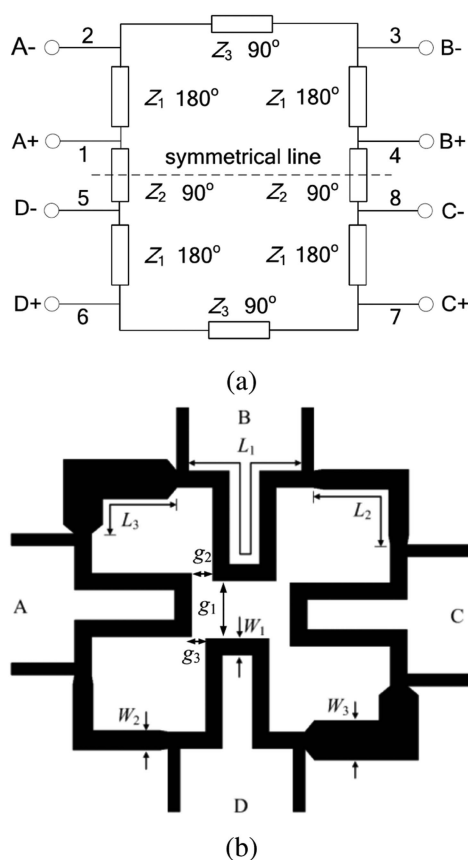 A- 2 3 B-
Z3 90°
Z1 180° Z1 180°
A+ 1 symmetrical line 4 B+
D- 5 Z2 90° Z2 90° 8 C-
Z1 180° Z1 180°
D+ 6 Z3 90° 7 C+
(a)
B
L1
L3 L2
g2
A g1 C
W1
g3
W2 W3
D
(b)